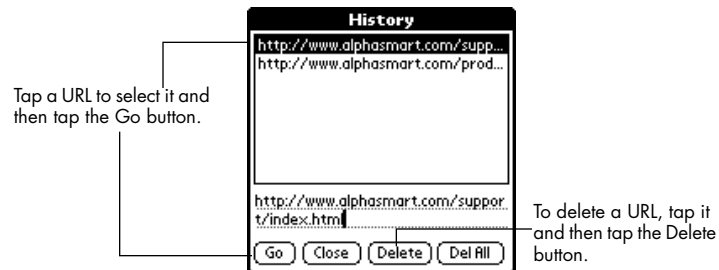 History
http://www.alphasmart.com/supp...
http://www.alphasmart.com/prod...
Tap a URL to select it and
then tap the Go button.
http://www.alphasmart.com/suppor
t/index.html
To delete a URL, tap it
and then tap the Delete
button.
Go Close Delete Del All